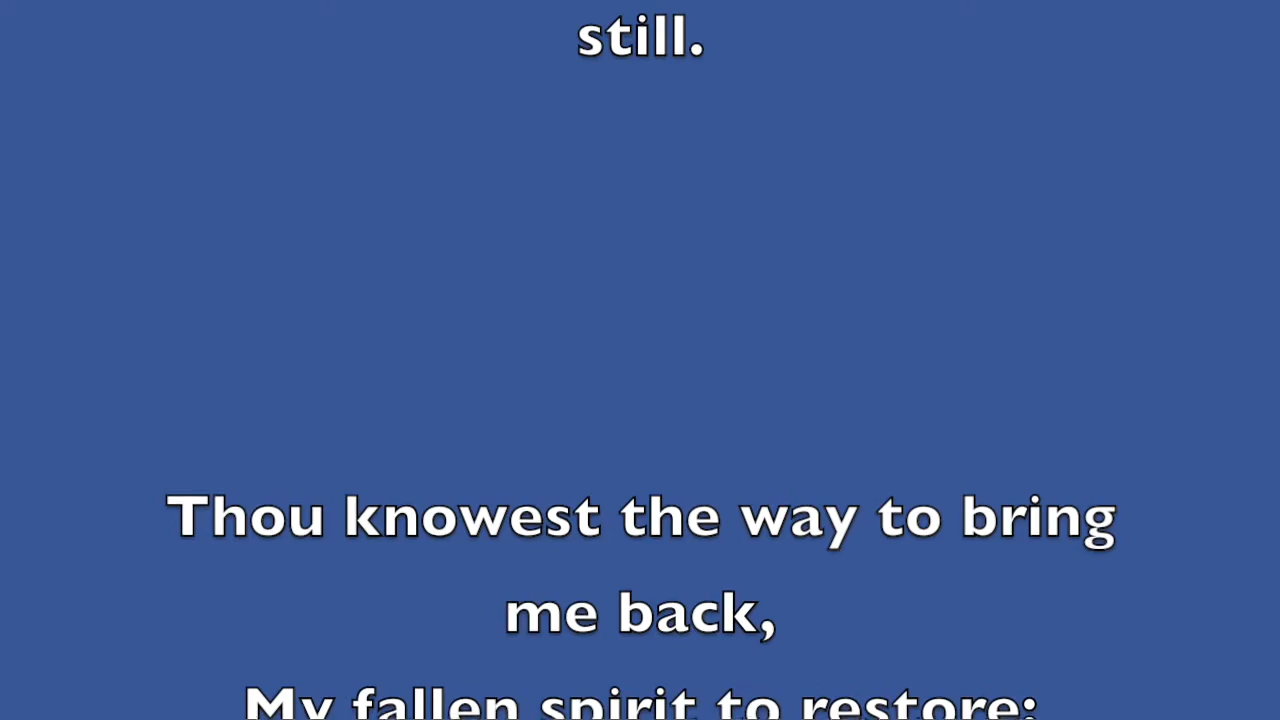 still.
Thou knowest the way to bring
me back,
My fallen spirit to restore: